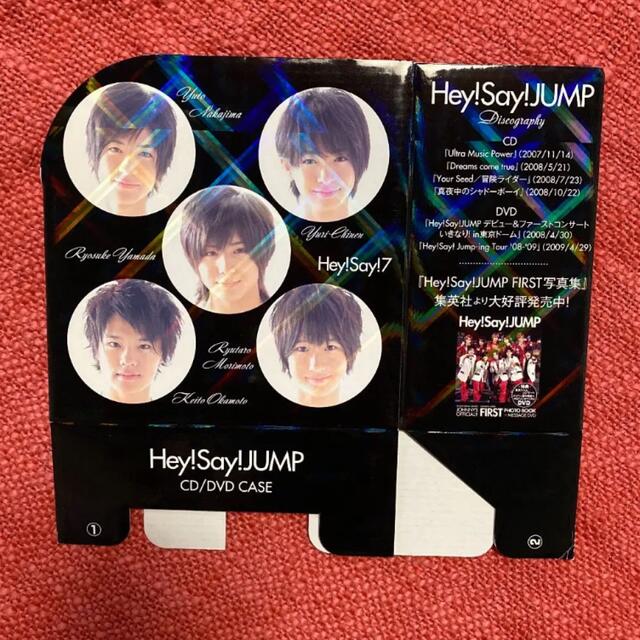 Yuto
Nakajima
Yuri Chinen
Ryosuke Yamada
Hey!Say!7
Ryutaro
Morimoto
Keito Okamoto
Hey!Say!JUMP
CD/DVD CASE
①
Hey!Say!JUMP
Discography
CD
「Ultra Music Power」(2007/11/14)
「Dreams come true」(2008/5/21)
「Your Seed/冒険ライダー」(2008/7/23)
「真夜中のシャドーボーイ」(2008/10/22)
DVD
「Hey!Say!JUMP デビュー&ファーストコンサート
いきなり! in 東京ドーム」(2008/4/30)
「Hey!Say! Jump-ing Tour '08-'09」(2009/4/29)
『Hey!Say!JUMP FIRST写真集』
集英社より大好評発売中!
Hey!Say!JUMP
DVD
JOHNNY'S
OFFICIAL
FIRST
PHOTO BOOK
+MESSAGE DVD
②